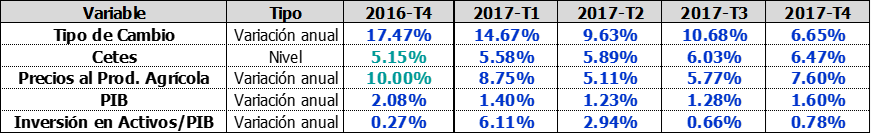 Variable Tipo 2016-T4 2017-T1 2017-T2 2017-T3 2017-T4
Tipo de Cambio Variación anual 17.47% 14.67% 9.63% 10.68% 6.65%
Cetes Nivel 5.15% 5.58% 5.89% 6.03% 6.47%
Precios al Prod. Agrícola Variación anual 10.00% 8.75% 5.11% 5.77% 7.60%
PIB Variación anual 2.08% 1.40% 1.23% 1.28% 1.60%
Inversión en Activos/PIB Variación anual 0.27% 6.11% 2.94% 0.66% 0.78%